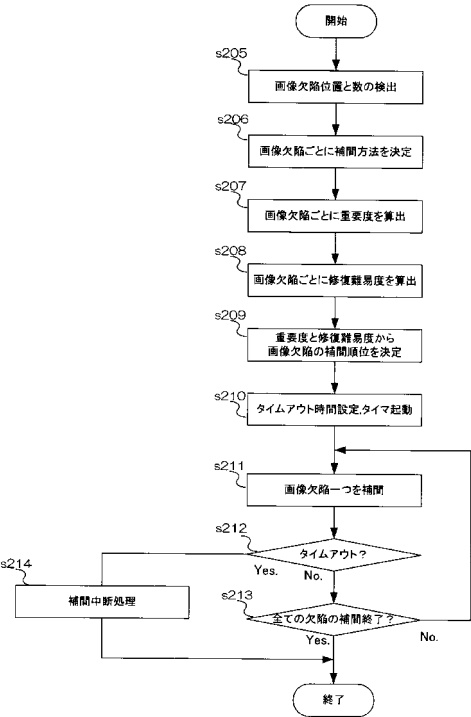 開始
s205
画像欠陥位置と数の検出
s206
画像欠陥ごとに補間方法を決定
s207
画像欠陥ごとに重要度を算出
s208
画像欠陥ごとに修復難易度を算出
s209
重要度と修復難易度から
画像欠陥の補間順位を決定
s210
タイムアウト時間設定,タイマ起動
s211
画像欠陥一つを補間
s212
タイムアウト?
Yes.
No.
s214
補間中断処理
s213
全ての欠陥の補間終了?
Yes.
No.
終了